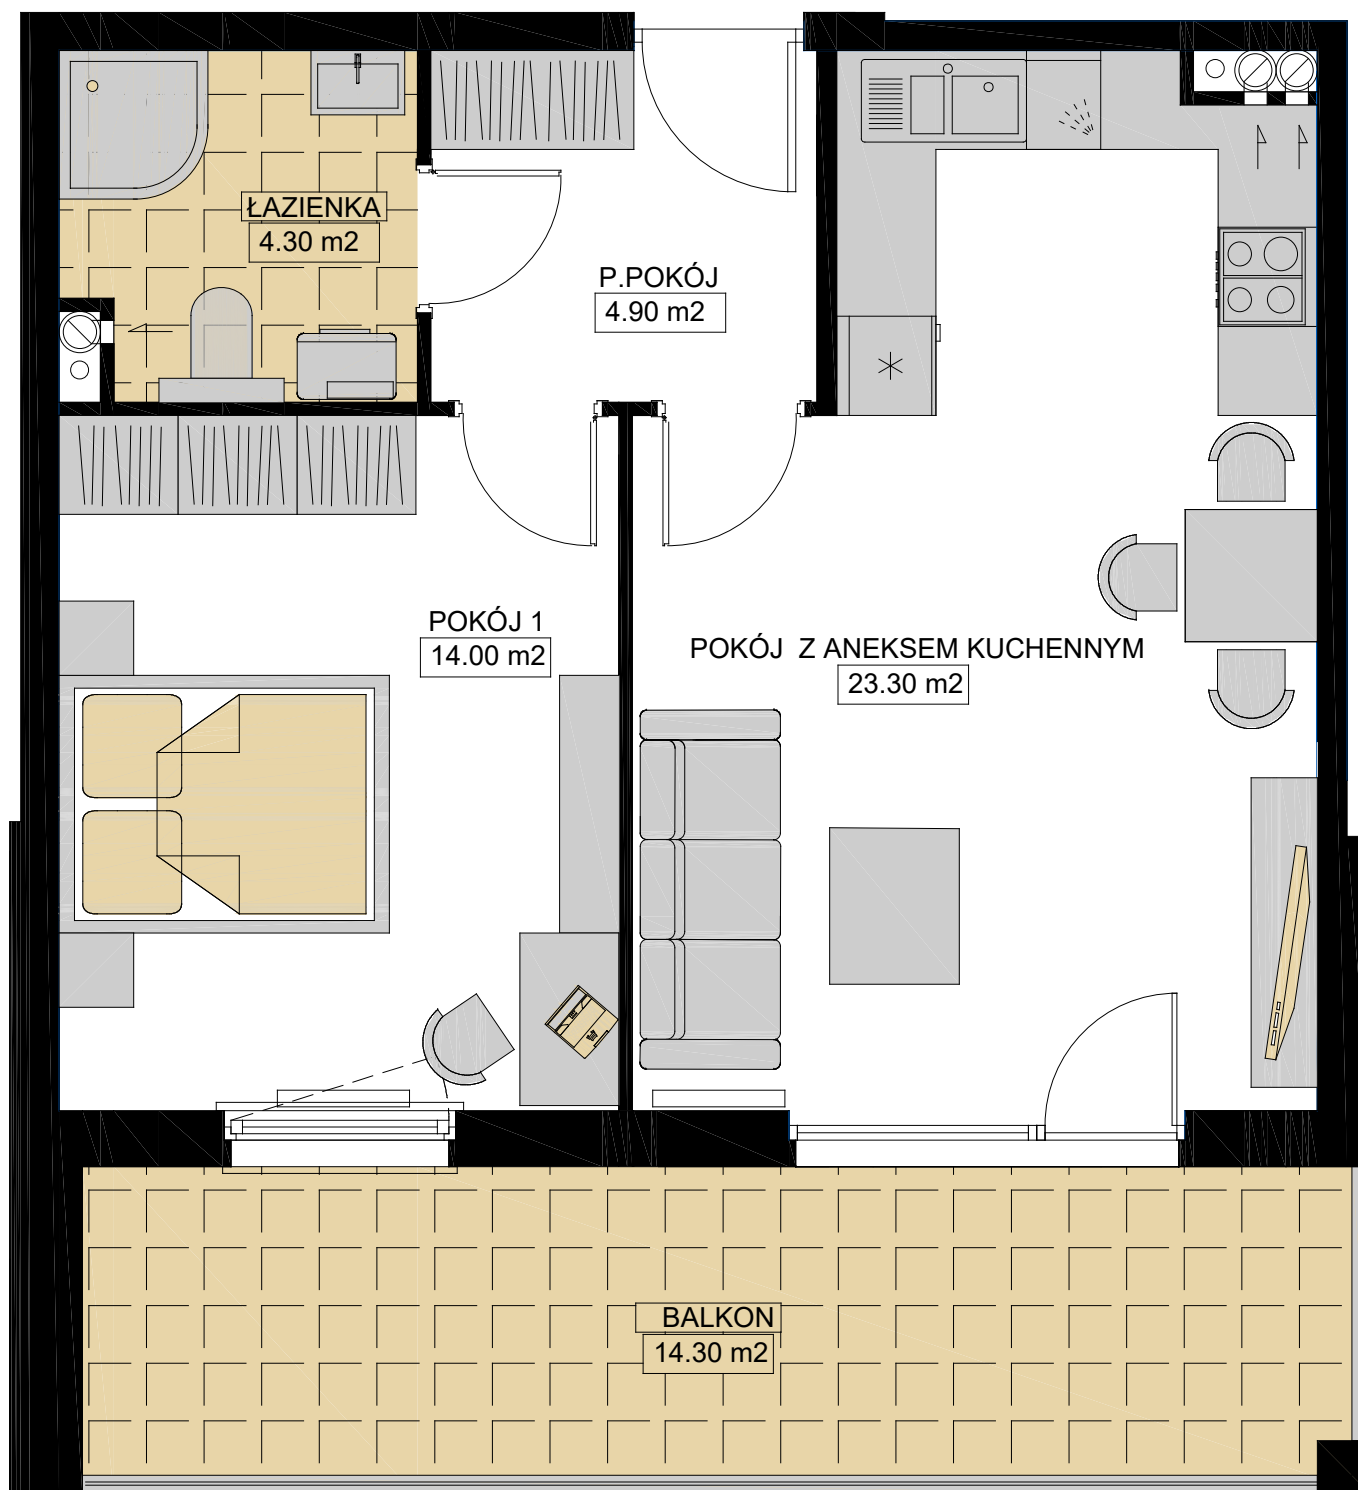 ŁAZIENKA
4.30 m2
P.POKÓJ
4.90 m2
POKÓJ 1
14.00 m2
POKÓJ Z ANEKSEM KUCHENNYM
23.30 m2
BALKON
14.30 m2